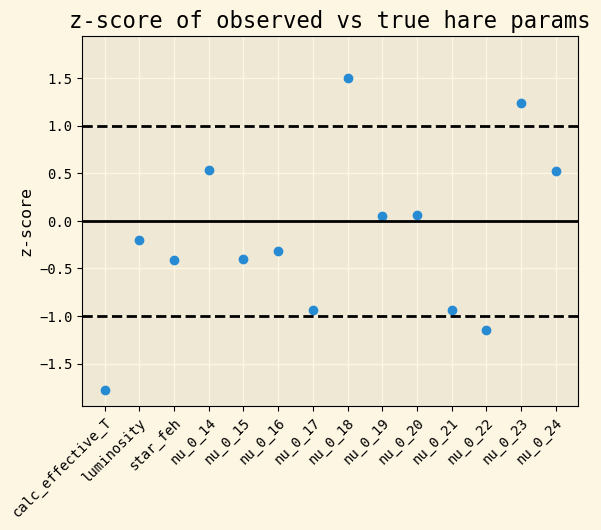 z-score of observed vs true hare params
z-score
1.5
1.0
0.5
0.0
−0.5
−1.0
−1.5
calc_effective_T
luminosity
star_feh
nu_0_14
nu_0_15
nu_0_16
nu_0_17
nu_0_18
nu_0_19
nu_0_20
nu_0_21
nu_0_22
nu_0_23
nu_0_24